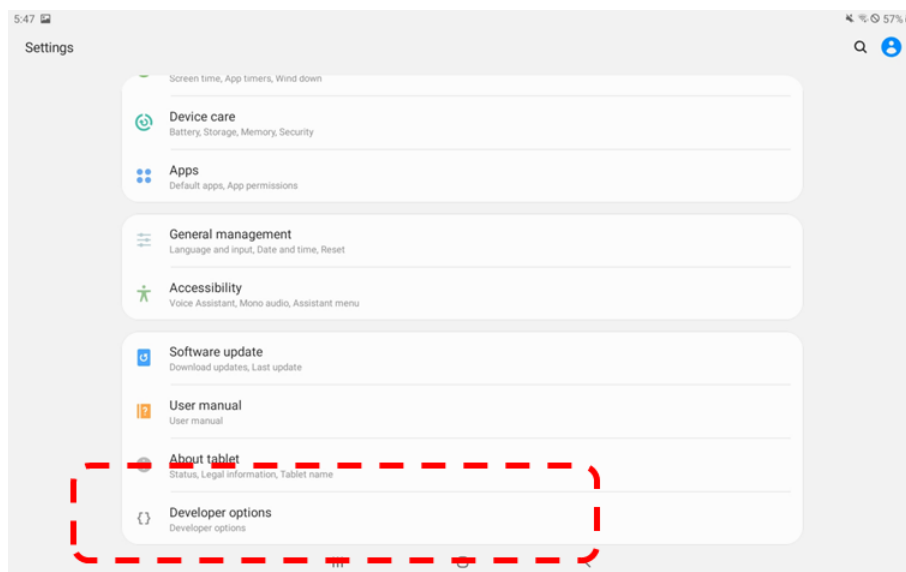 5:47
57%
Settings
Screen time, App timers, Wind down
Device care
Battery, Storage, Memory, Security
Apps
Default apps, App permissions
General management
Language and input, Date and time, Reset
Accessibility
Voice Assistant, Mono audio, Assistant menu
Software update
Download updates, Last update
User manual
User manual
About tablet
Status, Legal information, Tablet name
Developer options
Developer options